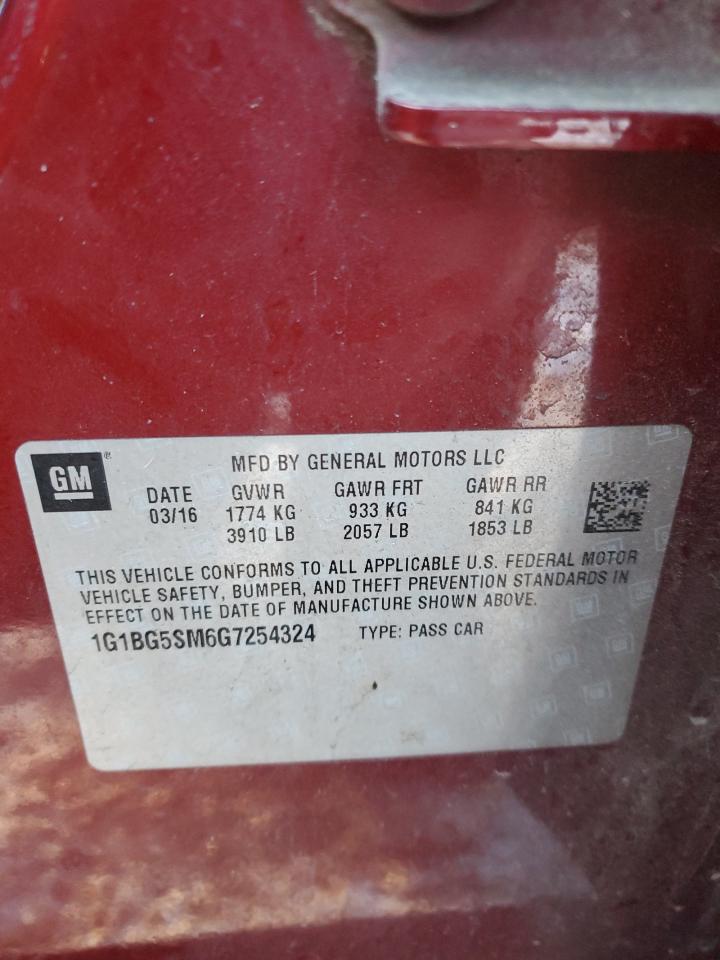 GM
MFD BY GENERAL MOTORS LLC
DATE GVWR GAWR FRT GAWR RR
03/16 1774 KG 933 KG 841 KG
3910 LB 2057 LB 1853 LB
THIS VEHICLE CONFORMS TO ALL APPLICABLE U.S. FEDERAL MOTOR
VEHICLE SAFETY, BUMPER, AND THEFT PREVENTION STANDARDS IN
EFFECT ON THE DATE OF MANUFACTURE SHOWN ABOVE.
1G1BG5SM6G7254324 TYPE: PASS CAR